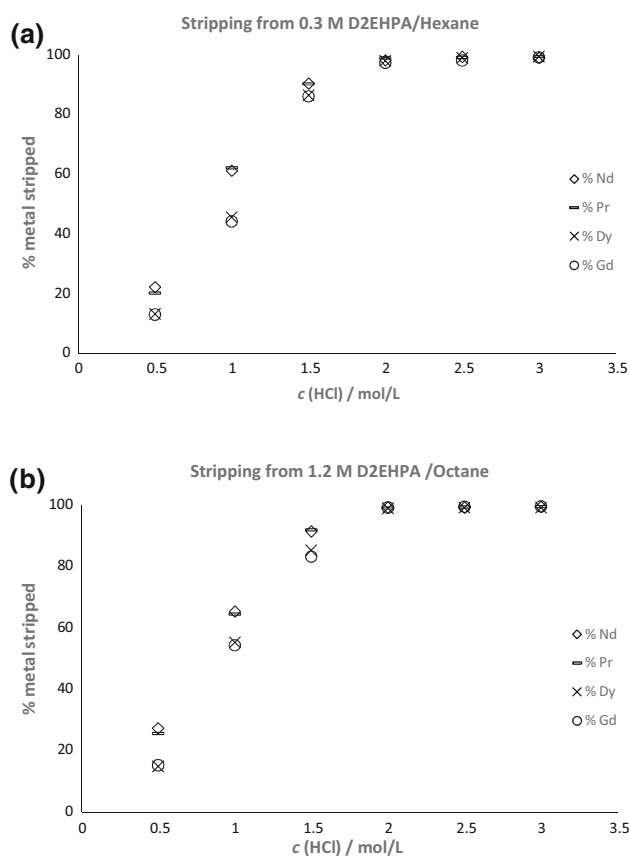 (a)
Stripping from 0.3 M D2EHPA/Hexane
100
80
60
40
20
0
% metal stripped
% Nd
% Pr
% Dy
% Gd
0 0.5 1 1.5 2 2.5 3 3.5
c (HCl) / mol/L
(b)
Stripping from 1.2 M D2EHPA /Octane
100
80
60
40
20
0
% metal stripped
% Nd
% Pr
% Dy
% Gd
0 0.5 1 1.5 2 2.5 3 3.5
c (HCl) / mol/L